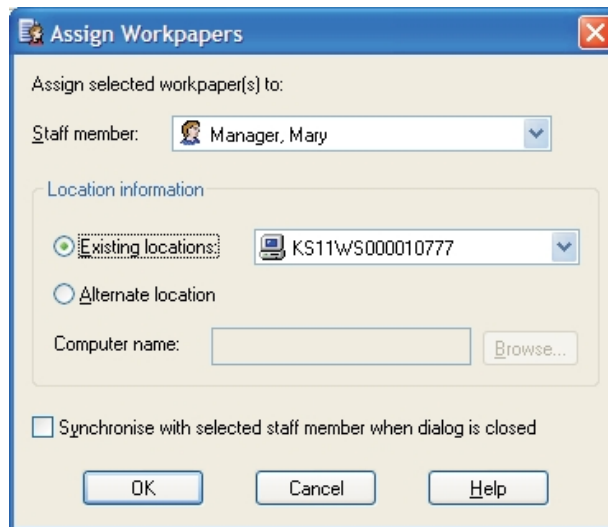 Assign Workpapers
Assign selected workpaper(s) to:
Staff member: Manager, Mary
Location information
Existing locations: KS11WS000010777
Alternate location
Computer name: Browse...
Synchronise with selected staff member when dialog is closed
OK Cancel Help